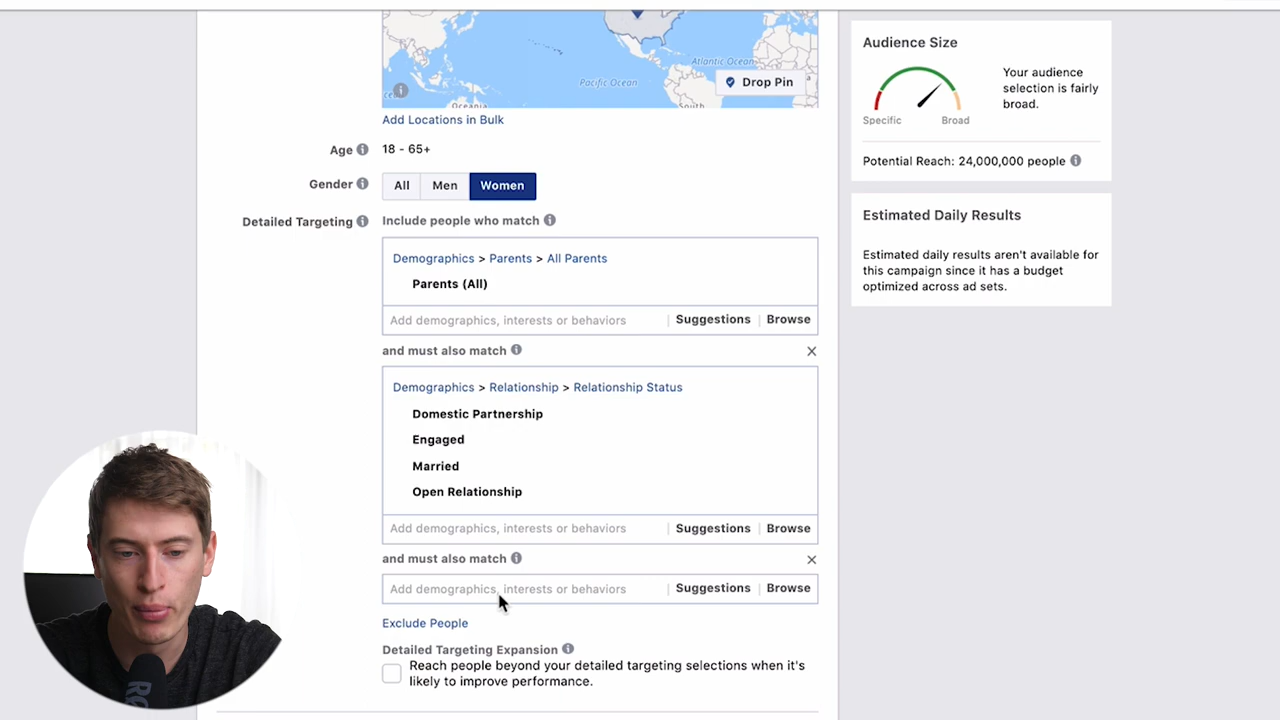 Atlantic Ocean
Pacific Ocean
Drop Pin
Oceania
South
Add Locations in Bulk
Age
18 - 65+
Gender
All
Men
Women
Detailed Targeting
Include people who match
Demographics > Parents > All Parents
Parents (All)
Add demographics, interests or behaviors | Suggestions | Browse
and must also match
Demographics > Relationship > Relationship Status
Domestic Partnership
Engaged
Married
Open Relationship
Add demographics, interests or behaviors | Suggestions | Browse
and must also match
Add demographics, interests or behaviors | Suggestions | Browse
Exclude People
Detailed Targeting Expansion
Reach people beyond your detailed targeting selections when it's
likely to improve performance.
Audience Size
Your audience
selection is fairly
broad.
Specific
Broad
Potential Reach: 24,000,000 people
Estimated Daily Results
Estimated daily results aren't available for
this campaign since it has a budget
optimized across ad sets.